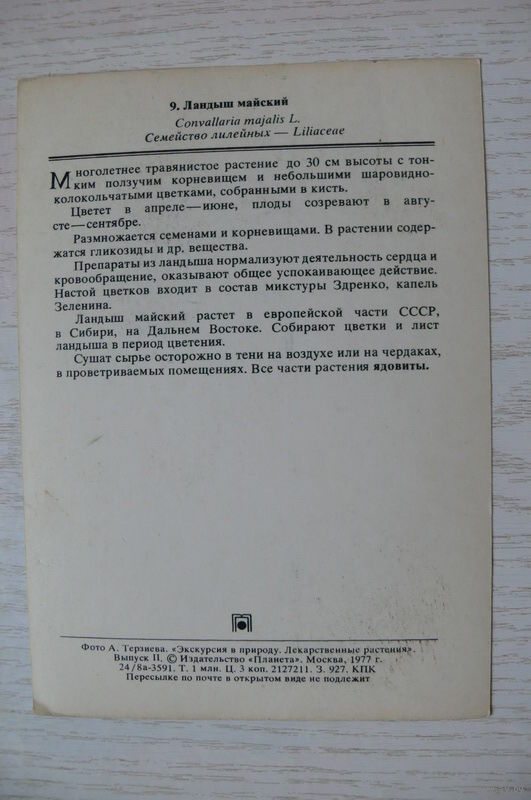 9. Ландыш майский
Convallaria majalis L.
Семейство лилейных — Liliaceae
Многолетнее травянистое растение до 30 см высоты с тон-
ким ползучим корневищем и небольшими шаровидно-
колокольчатыми цветками, собранными в кисть.
Цветет в апреле—июне, плоды созревают в авгу-
сте—сентябре.
Размножается семенами и корневищами. В растении содер-
жатся гликозиды и др. вещества.
Препараты из ландыша нормализуют деятельность сердца и
кровообращение, оказывают общее успокаивающее действие.
Настой цветков входит в состав микстуры Здренко, капель
Зеленина.
Ландыш майский растет в европейской части СССР,
в Сибири, на Дальнем Востоке. Собирают цветки и лист
ландыша в период цветения.
Сушат сырье осторожно в тени на воздухе или на чердаках,
в проветриваемых помещениях. Все части растения ядовиты.
Фото А. Терзиева. «Экскурсия в природу. Лекарственные растения».
Выпуск II. © Издательство «Планета». Москва, 1977 г.
24/8а-3591. Т. 1 млн. Ц. 3 коп. 2127211. З. 927. КПК
Пересылке по почте в открытом виде не подлежит